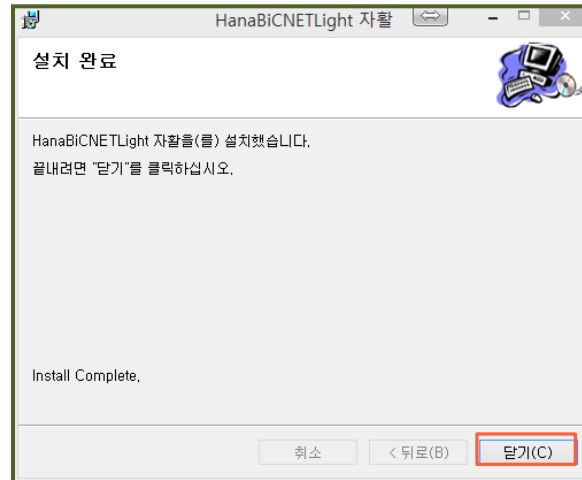 HanaBiCNETLight 자활
설치 완료
HanaBiCNETLight 자활을(를) 설치했습니다.
끝내려면 "닫기"를 클릭하십시오.
Install Complete.
취소
< 뒤로(B)
닫기(C)